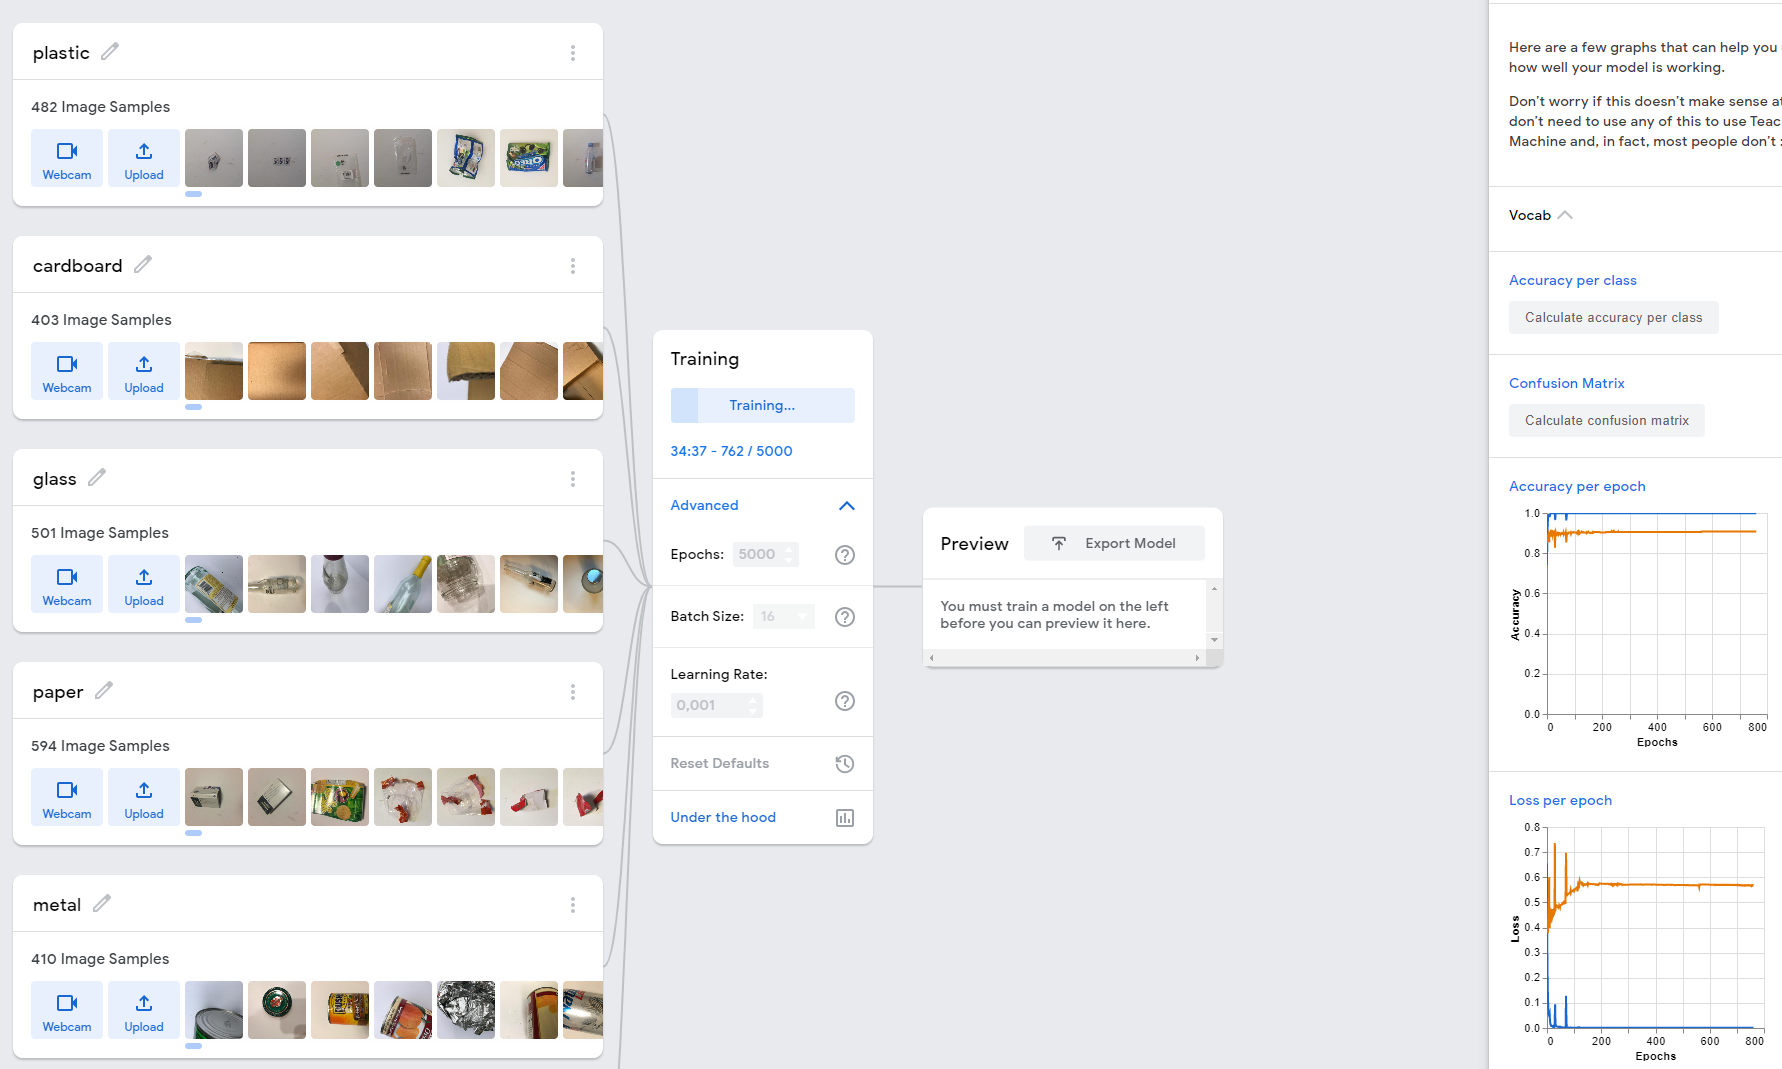 plastic
482 Image Samples
Webcam
Upload
cardboard
403 Image Samples
Webcam
Upload
glass
501 Image Samples
Webcam
Upload
paper
594 Image Samples
Webcam
Upload
metal
410 Image Samples
Webcam
Upload
Training
Training...
34:37 - 762 / 5000
Advanced
Epochs: 5000
Batch Size: 16
Learning Rate:
0,001
Reset Defaults
Under the hood
Preview
Export Model
You must train a model on the left
before you can preview it here.
Here are a few graphs that can help you
how well your model is working.
Don't worry if this doesn't make sense at
don't need to use any of this to use Teac
Machine and, in fact, most people don't :
Vocab
Accuracy per class
Calculate accuracy per class
Confusion Matrix
Calculate confusion matrix
Accuracy per epoch
1.0
0.8
0.6
0.4
0.2
0.0
Accuracy
0 200 400 600 800
Epochs
Loss per epoch
0.8
0.7
0.6
0.5
0.4
0.3
0.2
0.1
0.0
Loss
0 200 400 600 800
Epochs